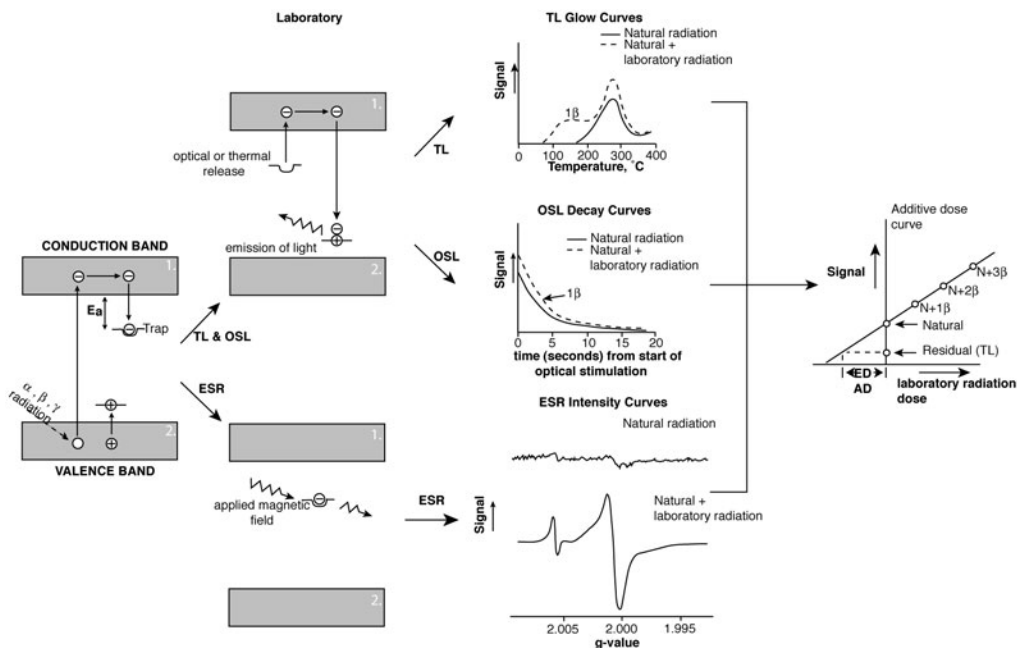 Laboratory
1.
optical or thermal
release
emission of light
2.
CONDUCTION BAND
1.
Ea
Trap
TL & OSL
ESR
α , β , γ
radiation
2.
VALENCE BAND
TL
OSL
1.
applied magnetic
field
2.
ESR
TL Glow Curves
Natural radiation
Natural +
laboratory radiation
Signal
1β
0 100 200 300 400
Temperature, °C
OSL Decay Curves
Natural radiation
Natural +
laboratory radiation
Signal
1β
0 5 10 15 20
time (seconds) from start of
optical stimulation
ESR Intensity Curves
Natural radiation
Natural +
laboratory radiation
Signal
2.005 2.000 1.995
g-value
Additive dose
curve
Signal
N+3β
N+2β
N+1β
Natural
Residual (TL)
ED
AD
laboratory radiation
dose